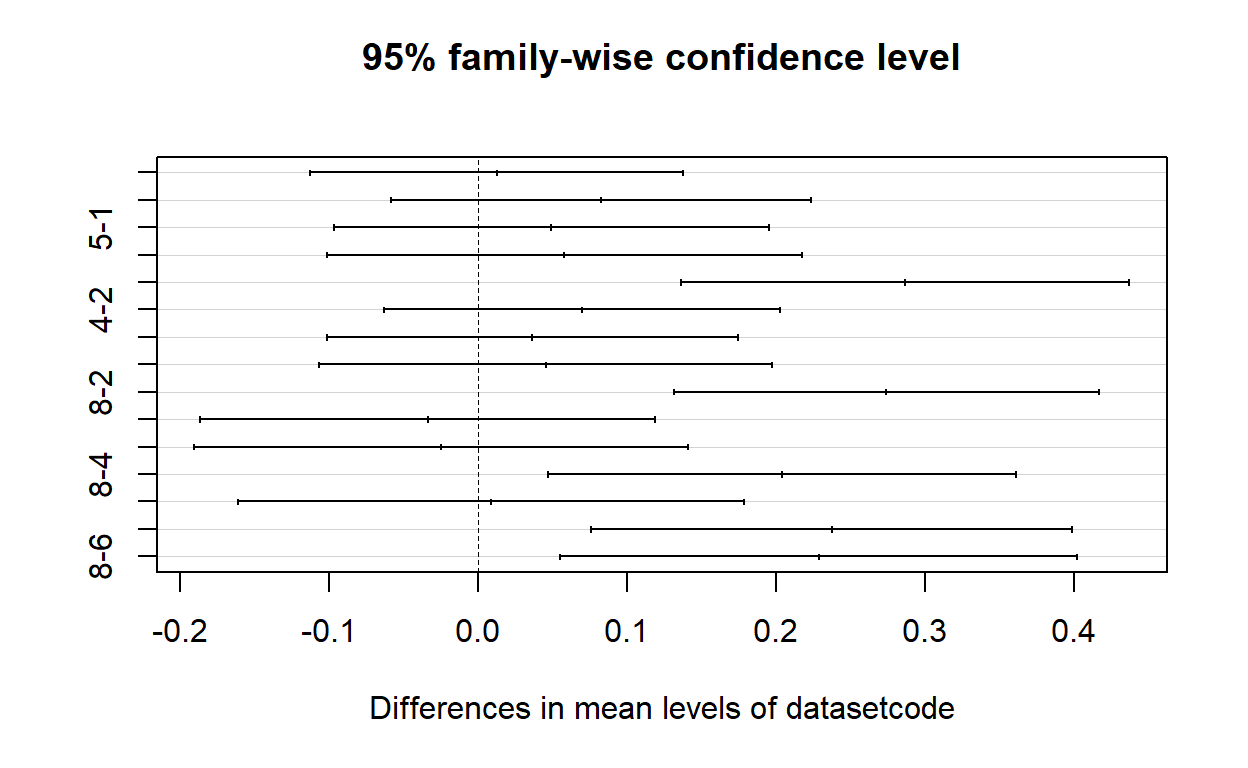 95% family-wise confidence level
5-1
4-2
8-2
8-4
8-6
-0.2 -0.1 0.0 0.1 0.2 0.3 0.4
Differences in mean levels of datasetcode